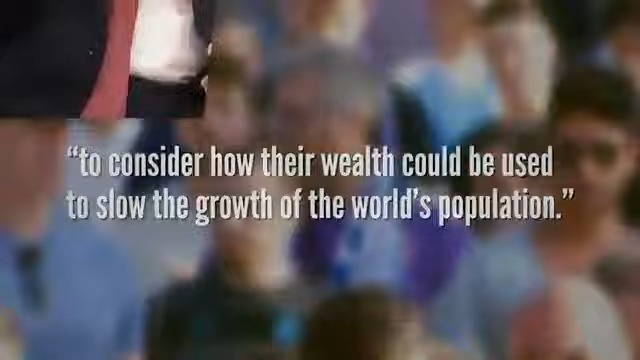 “to consider how their wealth could be used
to slow the growth of the world’s population.”